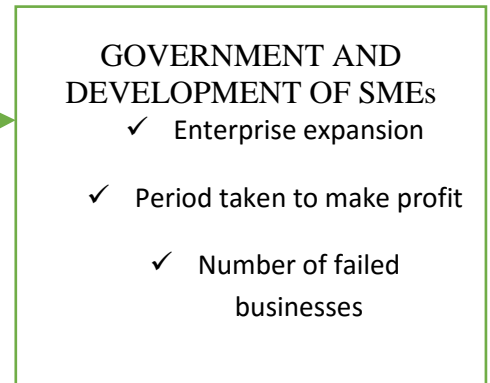 GOVERNMENT AND
DEVELOPMENT OF SMEs
✓ Enterprise expansion
✓ Period taken to make profit
✓ Number of failed
businesses